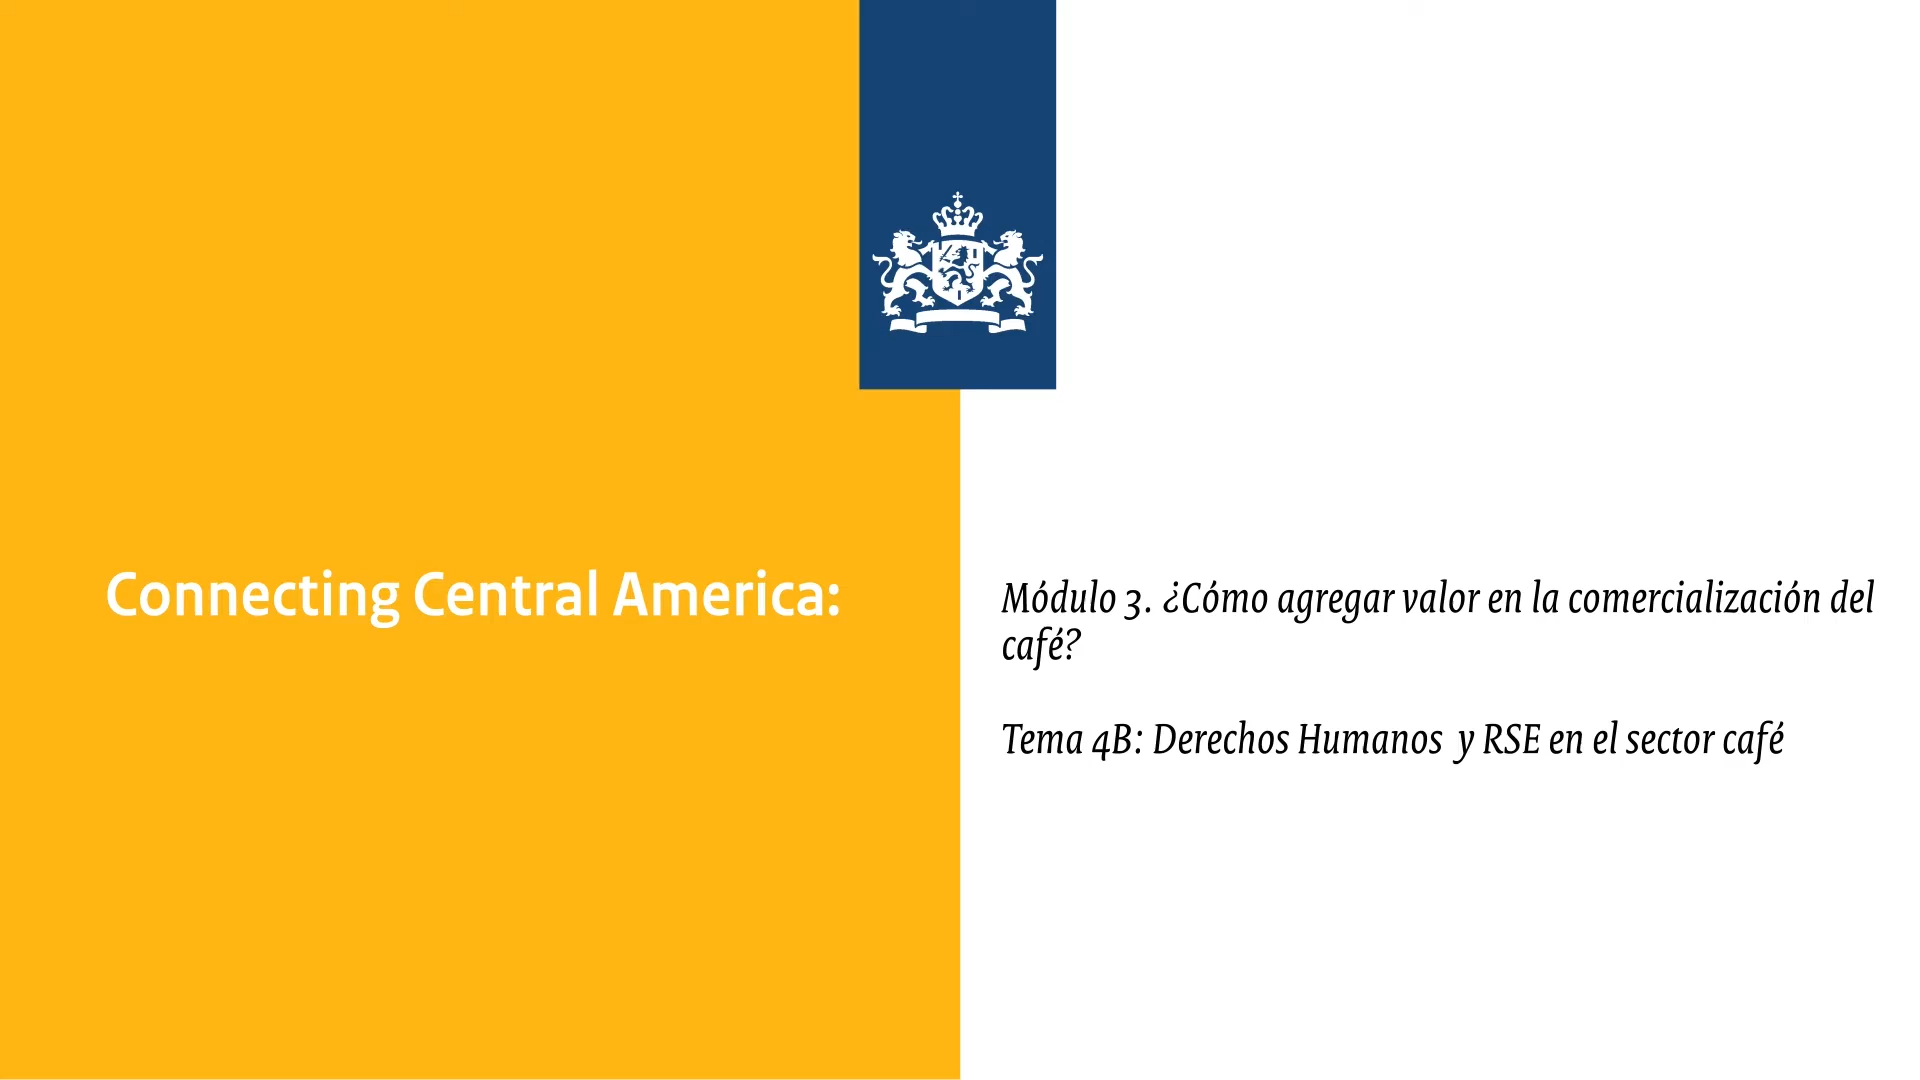 Connecting Central America:
Módulo 3. ¿Cómo agregar valor en la comercialización del
café?
Tema 4B: Derechos Humanos y RSE en el sector café